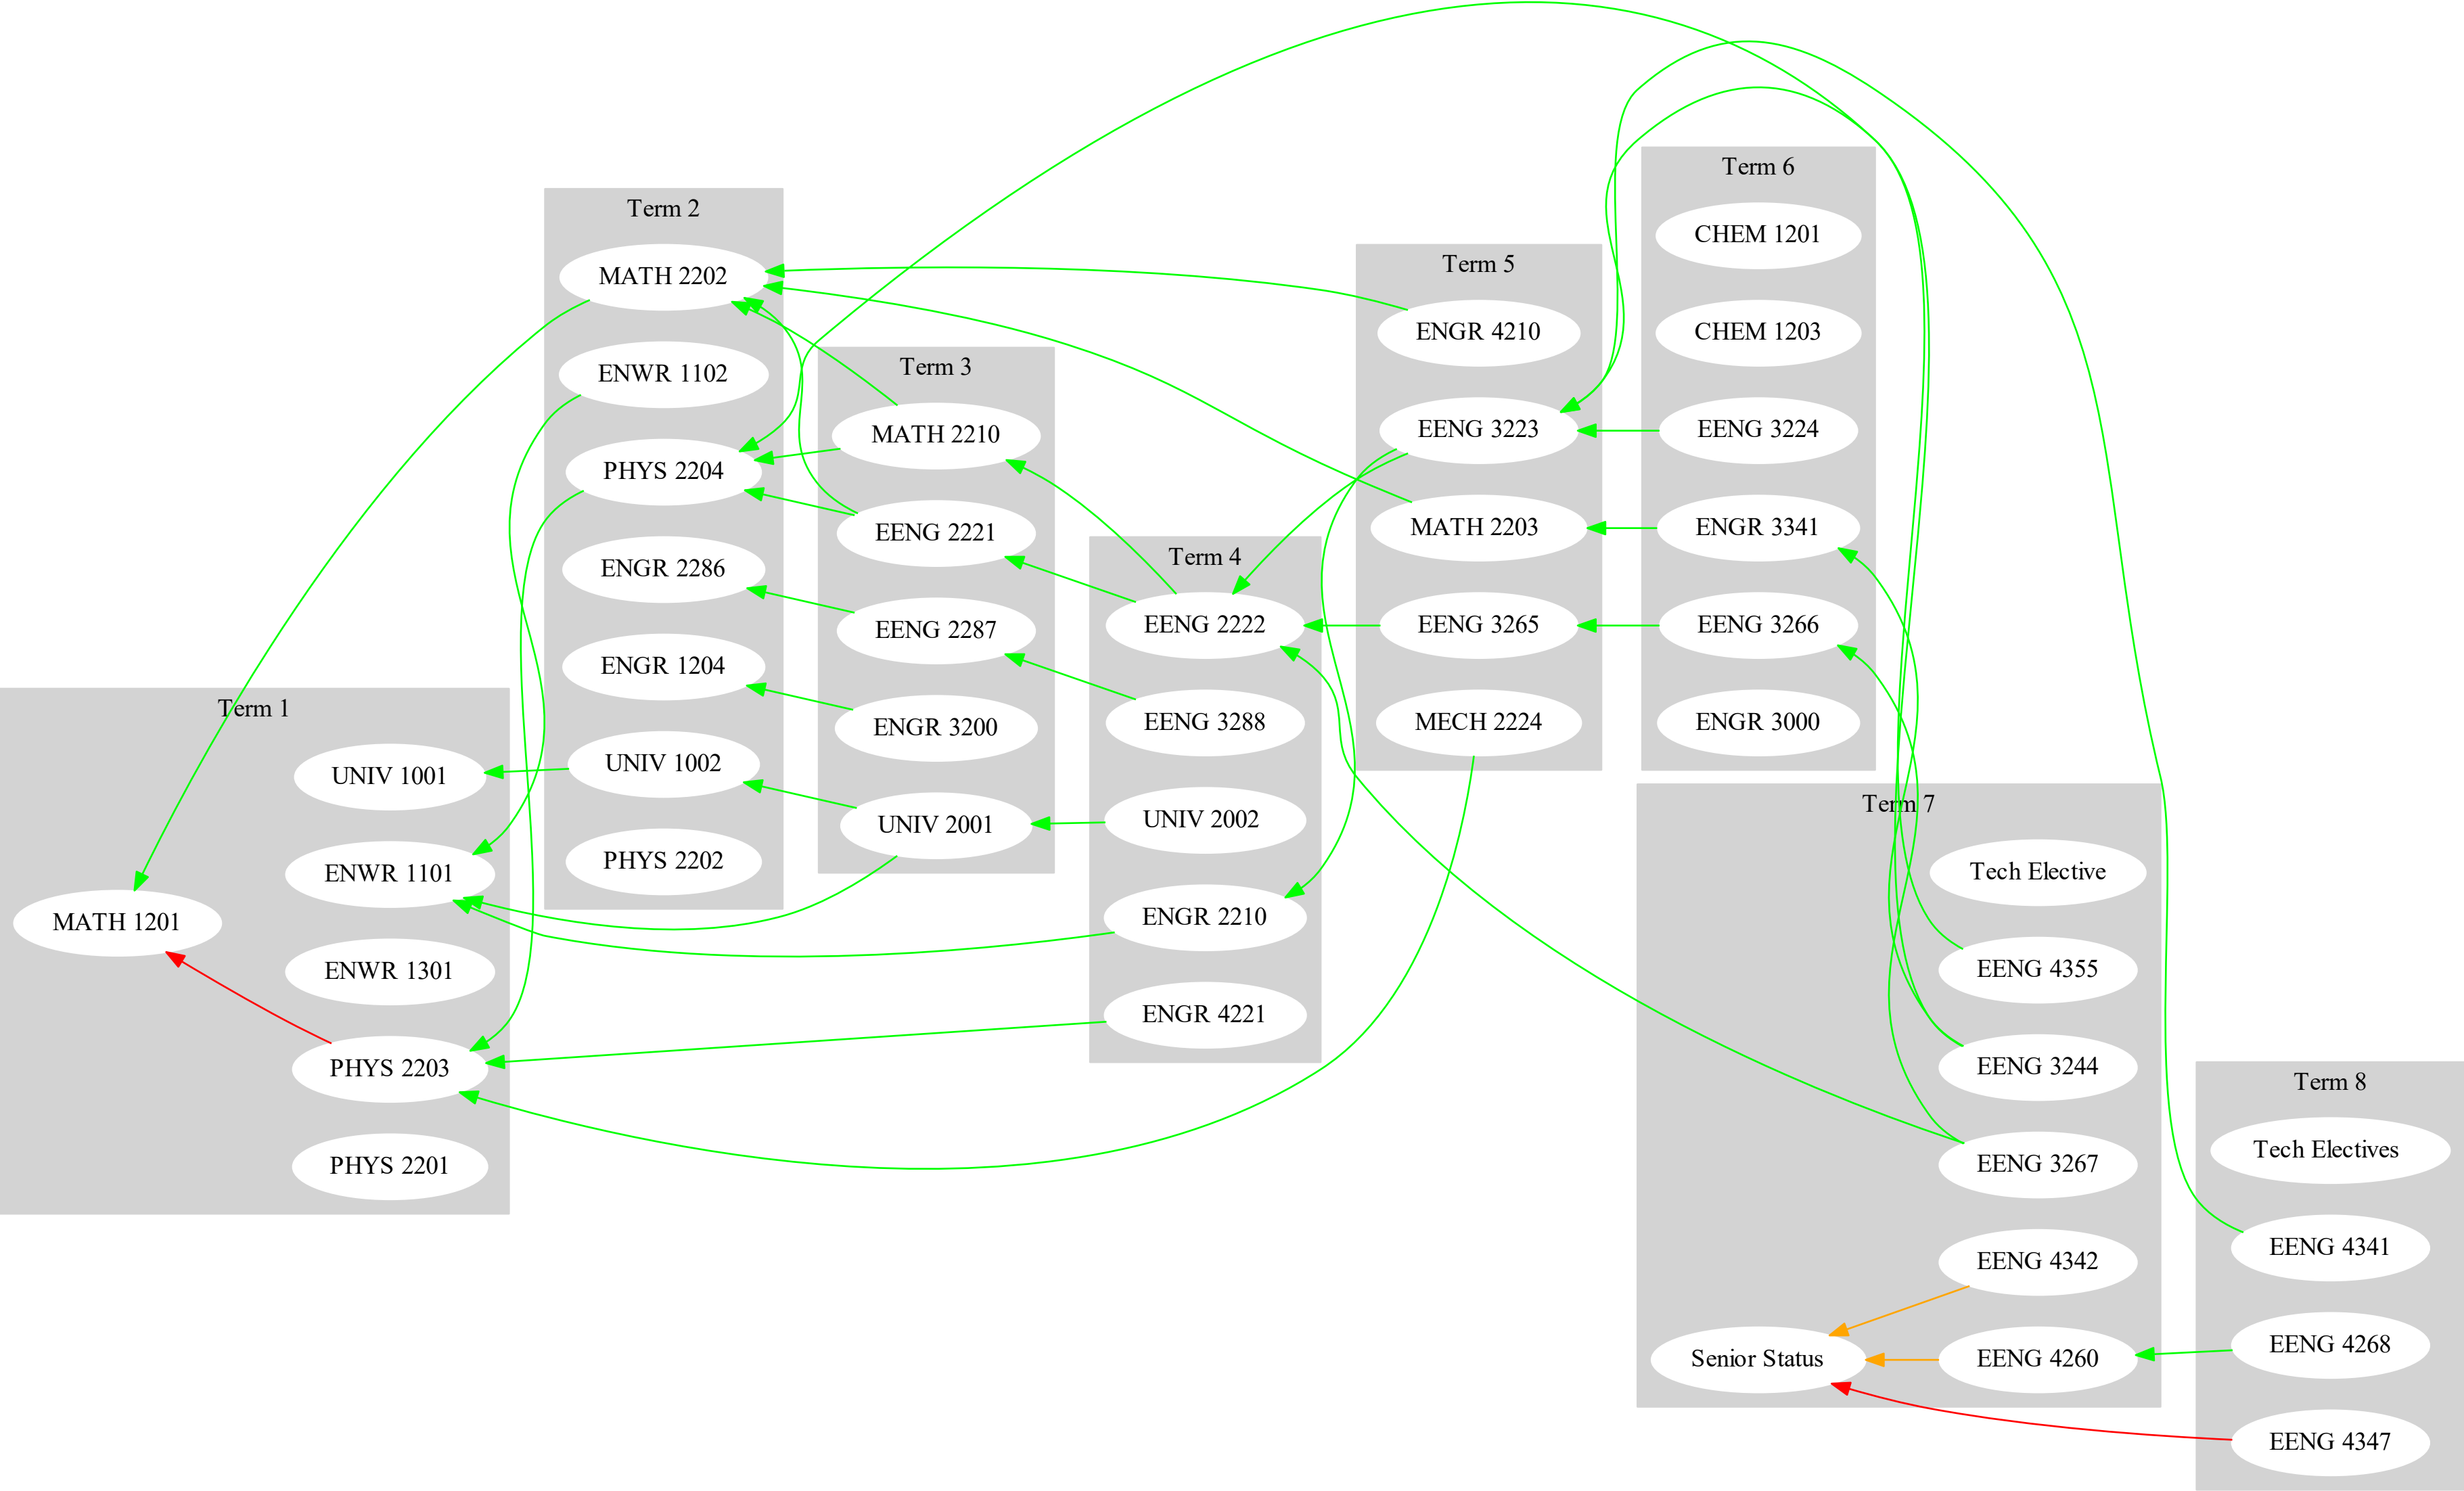 Term 1
MATH 1201
UNIV 1001
ENWR 1101
ENWR 1301
PHYS 2203
PHYS 2201
Term 2
MATH 2202
ENWR 1102
PHYS 2204
ENGR 2286
ENGR 1204
UNIV 1002
PHYS 2202
Term 3
MATH 2210
EENG 2221
EENG 2287
ENGR 3200
UNIV 2001
Term 4
EENG 2222
EENG 3288
UNIV 2002
ENGR 2210
ENGR 4221
Term 5
ENGR 4210
EENG 3223
MATH 2203
EENG 3265
MECH 2224
Term 6
CHEM 1201
CHEM 1203
EENG 3224
ENGR 3341
EENG 3266
ENGR 3000
Term 7
Tech Elective
EENG 4355
EENG 3244
EENG 3267
EENG 4342
Senior Status
EENG 4260
Term 8
Tech Electives
EENG 4341
EENG 4268
EENG 4347